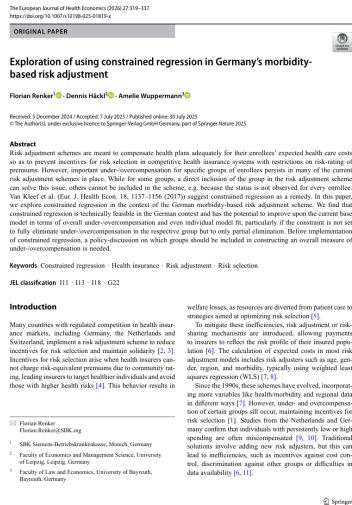 The European Journal of Health Economics (2026) 27:319–337
https://doi.org/10.1007/s10198-025-01819-x
ORIGINAL PAPER
Exploration of using constrained regression in Germany's morbidity-
based risk adjustment
Florian Renker1 · Dennis Häckl2 · Amelie Wuppermann3
Received: 5 December 2024 / Accepted: 7 July 2025 / Published online: 30 July 2025
© The Author(s), under exclusive licence to Springer-Verlag GmbH Germany, part of Springer Nature 2025
Abstract
Risk adjustment schemes are meant to compensate health plans adequately for their enrollees' expected health care costs
so as to prevent incentives for risk selection in competitive health insurance systems with restrictions on risk-rating of
premiums. However, important under-/overcompensation for specific groups of enrollees persists in many of the current
risk adjustment schemes in place. While for some groups, a direct inclusion of the group in the risk adjustment scheme
can solve this issue, others cannot be included in the scheme, e.g. because the status is not observed for every enrollee.
Van Kleef et al. (Eur. J. Health Econ. 18, 1137–1156 (2017)) suggest constrained regression as a remedy. In this paper,
we explore constrained regression in the context of the German morbidity-based risk adjustment scheme. We find that
constrained regression is technically feasible in the German context and has the potential to improve upon the current base
model in terms of overall under-/overcompensation and even individual model fit, particularly if the constraint is not set
to fully eliminate under-/overcompensation in the respective group but to only partial elimination. Before implementation
of constrained regression, a policy-discussion on which groups should be included in constructing an overall measure of
under-/overcompensation is needed.
Keywords Constrained regression · Health insurance · Risk adjustment · Risk selection
JEL classification I11 · I13 · I18 · G22
Introduction
Many countries with regulated competition in health insur-
ance markets, including Germany, the Netherlands and
Switzerland, implement a risk adjustment scheme to reduce
incentives for risk selection and maintain solidarity [2, 3].
Incentives for risk selection arise when health insurers can-
not charge risk-equivalent premiums due to community rat-
ing, leading insurers to target healthier individuals and avoid
those with higher health risks [4]. This behavior results in
Florian Renker
Florian.Renker@SBK.org
1 SBK Siemens-Betriebskrankenkasse, Munich, Germany
2 Faculty of Economics and Management Science, University
of Leipzig, Leipzig, Germany
3 Faculty of Law and Economics, University of Bayreuth,
Bayreuth, Germany
welfare losses, as resources are diverted from patient care to
strategies aimed at optimizing risk selection [5].
To mitigate these inefficiencies, risk adjustment or risk-
sharing mechanisms are introduced, allowing payments
to insurers to reflect the risk profile of their insured popu-
lation [6]. The calculation of expected costs in most risk
adjustment models includes risk adjusters such as age, gen-
der, region, and morbidity, typically using weighted least
squares regression (WLS) [7, 8].
Since the 1990s, these schemes have evolved, incorporat-
ing more variables like health/morbidity and regional data
in different ways [7]. However, under- and overcompensa-
tion of certain groups still occur, maintaining incentives for
risk selection [1]. Studies from the Netherlands and Ger-
many confirm that individuals with persistently low or high
spending are often miscompensated [9, 10]. Traditional
solutions involve adding new risk adjusters, but this can
lead to inefficiencies, such as incentives against cost con-
trol, discrimination against other groups or difficulties in
data availability [6, 11].
Springer